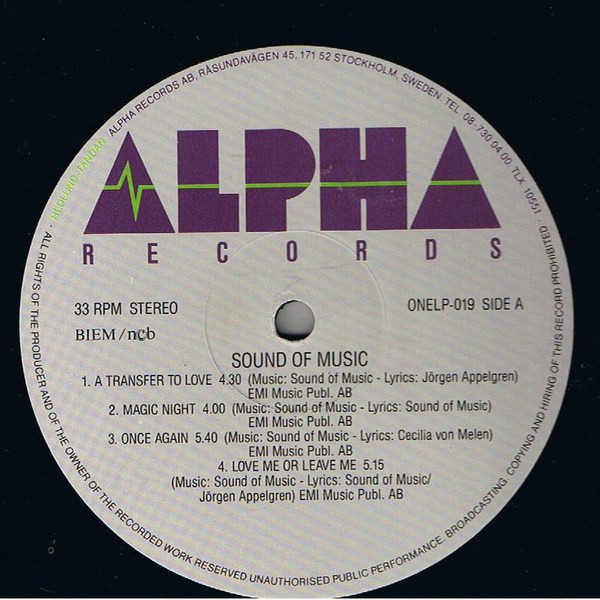 ALPHA RECORDS AB, RÅSUNDAVÄGEN 45, 171 52 STOCKHOLM, SWEDEN. TEL. 08-730 04 00. TLX. 10551
HEDLUND-TANDAN
ALPHA
RECORDS
33 RPM STEREO
ONELP-019 SIDE A
BIEM/ncb
SOUND OF MUSIC
1. A TRANSFER TO LOVE 4.30 (Music: Sound of Music - Lyrics: Jörgen Appelgren)
EMI Music Publ. AB
2. MAGIC NIGHT 4.00 (Music: Sound of Music - Lyrics: Sound of Music)
EMI Music Publ. AB
3. ONCE AGAIN 5.40 (Music: Sound of Music - Lyrics: Cecilia von Melen)
EMI Music Publ. AB
4. LOVE ME OR LEAVE ME 5.15
(Music: Sound of Music - Lyrics: Sound of Music/
Jörgen Appelgren) EMI Music Publ. AB
· ALL RIGHTS OF THE PRODUCER AND OF THE OWNER OF THE RECORDED WORK RESERVED UNAUTHORISED PUBLIC PERFORMANCE, BROADCASTING, COPYING AND HIRING OF THIS RECORD PROHIBITED ·